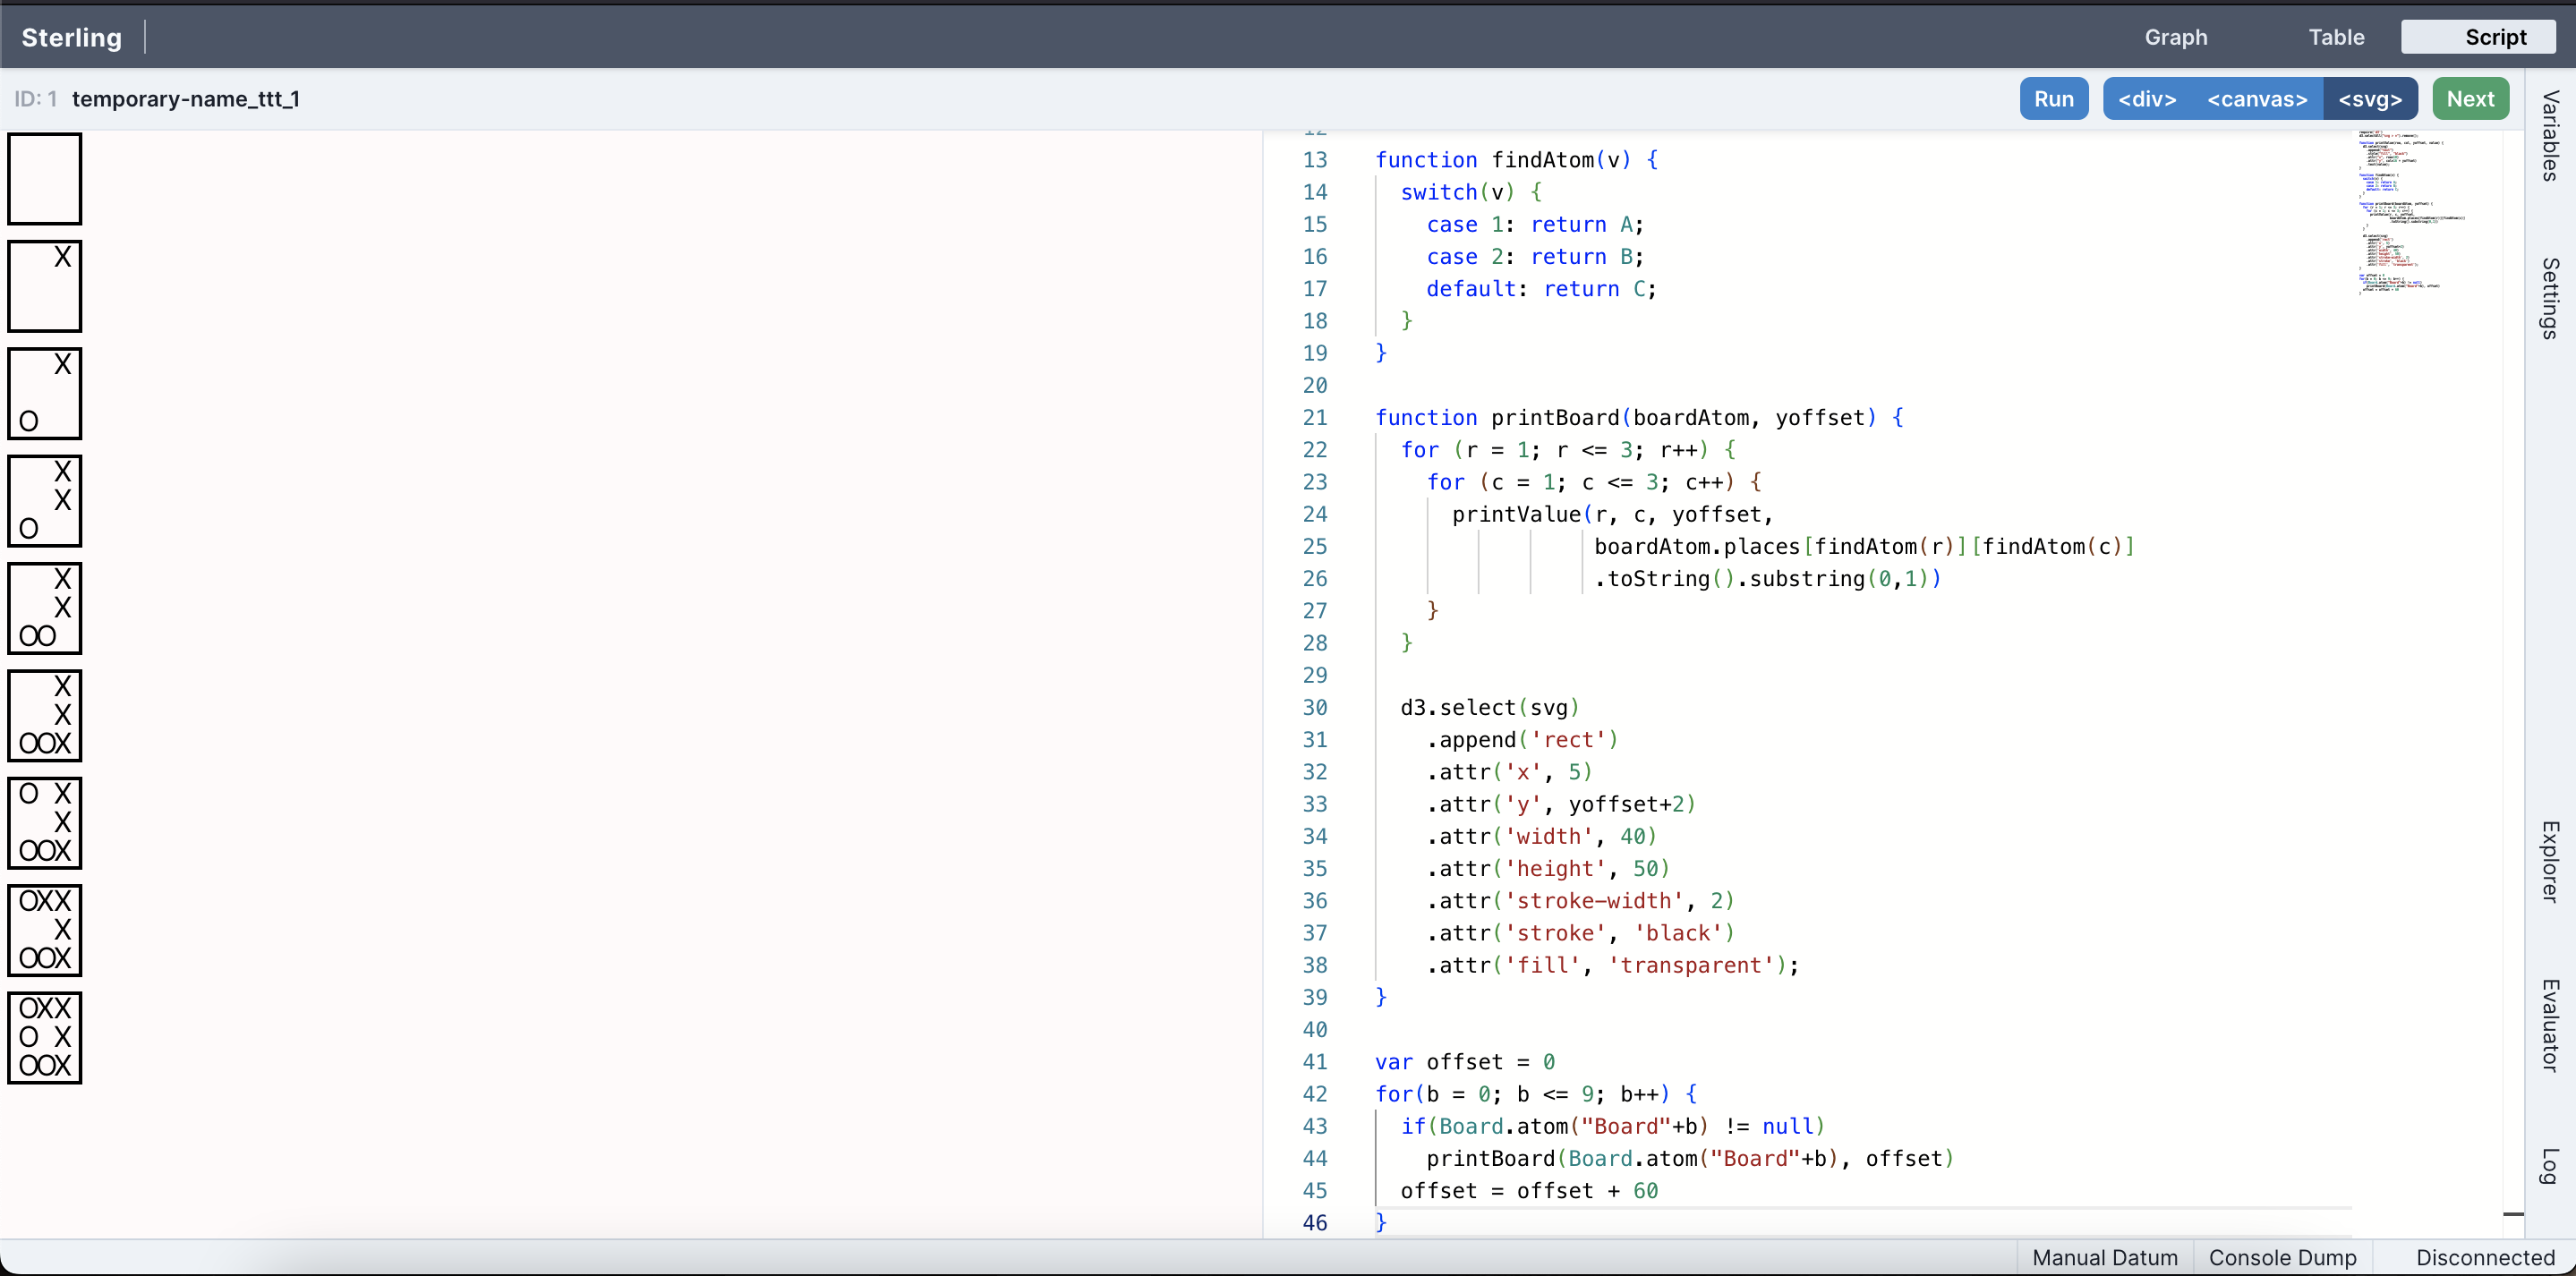 Sterling
Graph Table Script
ID: 1 temporary-name_ttt_1
Run <div> <canvas> <svg> Next
X
X
O
X
X
O
X
X
OO
X
X
OOX
O X
X
OOX
OXX
X
OOX
OXX
O X
OOX
12
13 function findAtom(v) {
14 switch(v) {
15 case 1: return A;
16 case 2: return B;
17 default: return C;
18 }
19 }
20
21 function printBoard(boardAtom, yoffset) {
22 for (r = 1; r <= 3; r++) {
23 for (c = 1; c <= 3; c++) {
24 printValue(r, c, yoffset,
25 boardAtom.places[findAtom(r)][findAtom(c)]
26 .toString().substring(0,1))
27 }
28 }
29
30 d3.select(svg)
31 .append('rect')
32 .attr('x', 5)
33 .attr('y', yoffset+2)
34 .attr('width', 40)
35 .attr('height', 50)
36 .attr('stroke-width', 2)
37 .attr('stroke', 'black')
38 .attr('fill', 'transparent');
39 }
40
41 var offset = 0
42 for(b = 0; b <= 9; b++) {
43 if(Board.atom("Board"+b) != null)
44 printBoard(Board.atom("Board"+b), offset)
45 offset = offset + 60
46 }
Variables
Settings
Explorer
Evaluator
Log
Manual Datum Console Dump Disconnected